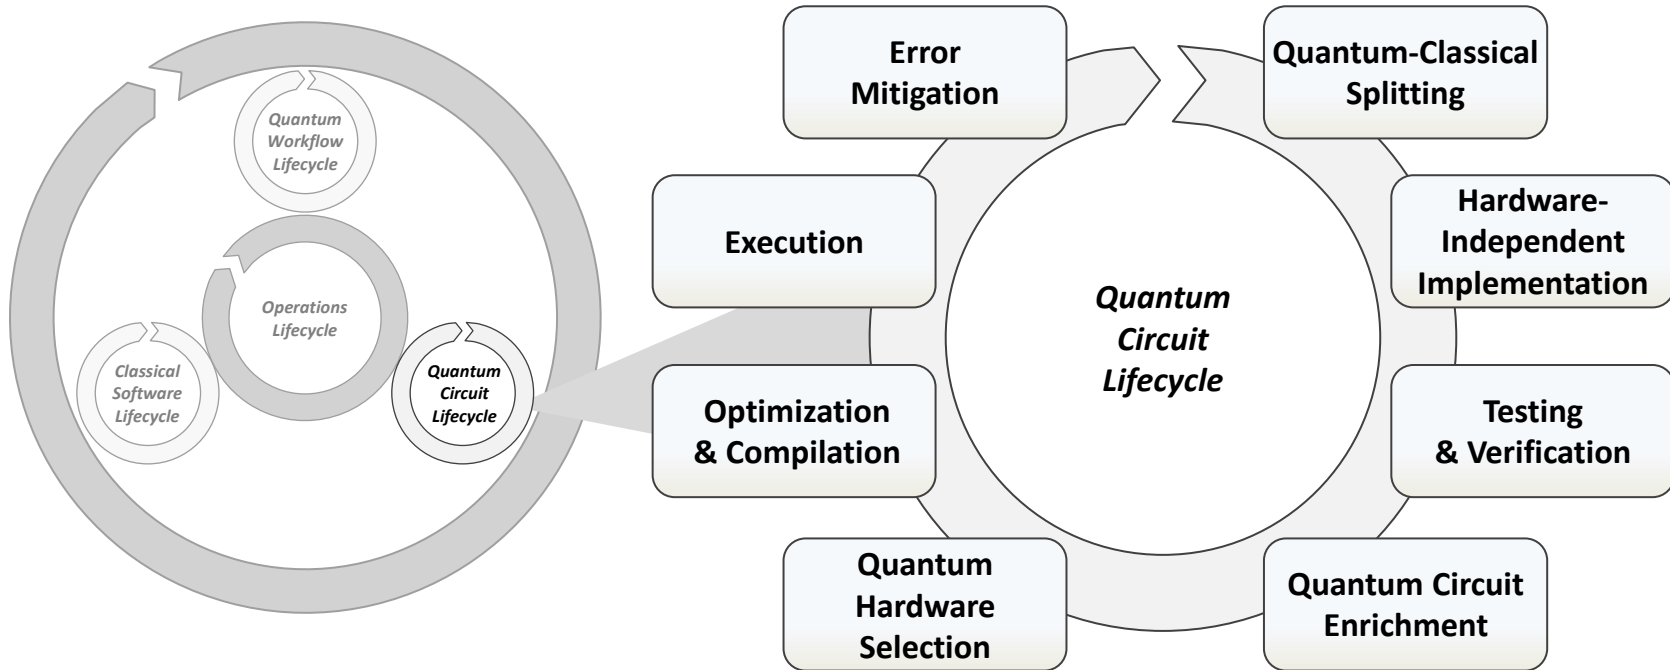 Quantum
Workflow
Lifecycle
Operations
Lifecycle
Classical
Software
Lifecycle
Quantum
Circuit
Lifecycle
Error
Mitigation
Quantum-Classical
Splitting
Execution
Hardware-
Independent
Implementation
Quantum
Circuit
Lifecycle
Optimization
& Compilation
Testing
& Verification
Quantum
Hardware
Selection
Quantum Circuit
Enrichment